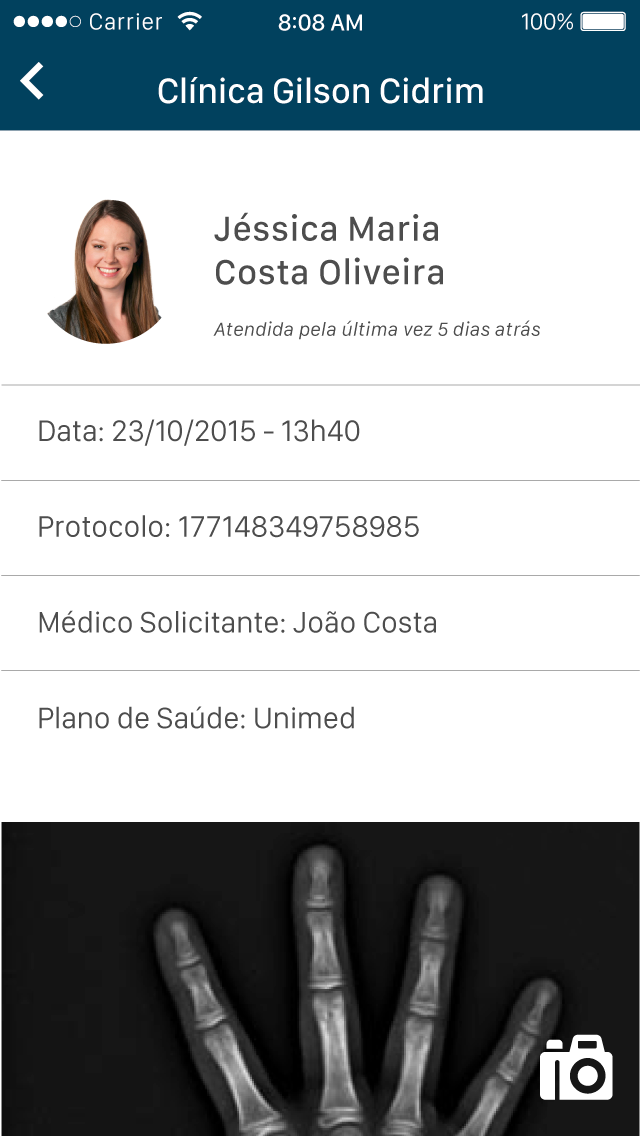 Carrier 8:08 AM 100%
Clínica Gilson Cidrim
Jéssica Maria
Costa Oliveira
Atendida pela última vez 5 dias atrás
Data: 23/10/2015 - 13h40
Protocolo: 177148349758985
Médico Solicitante: João Costa
Plano de Saúde: Unimed